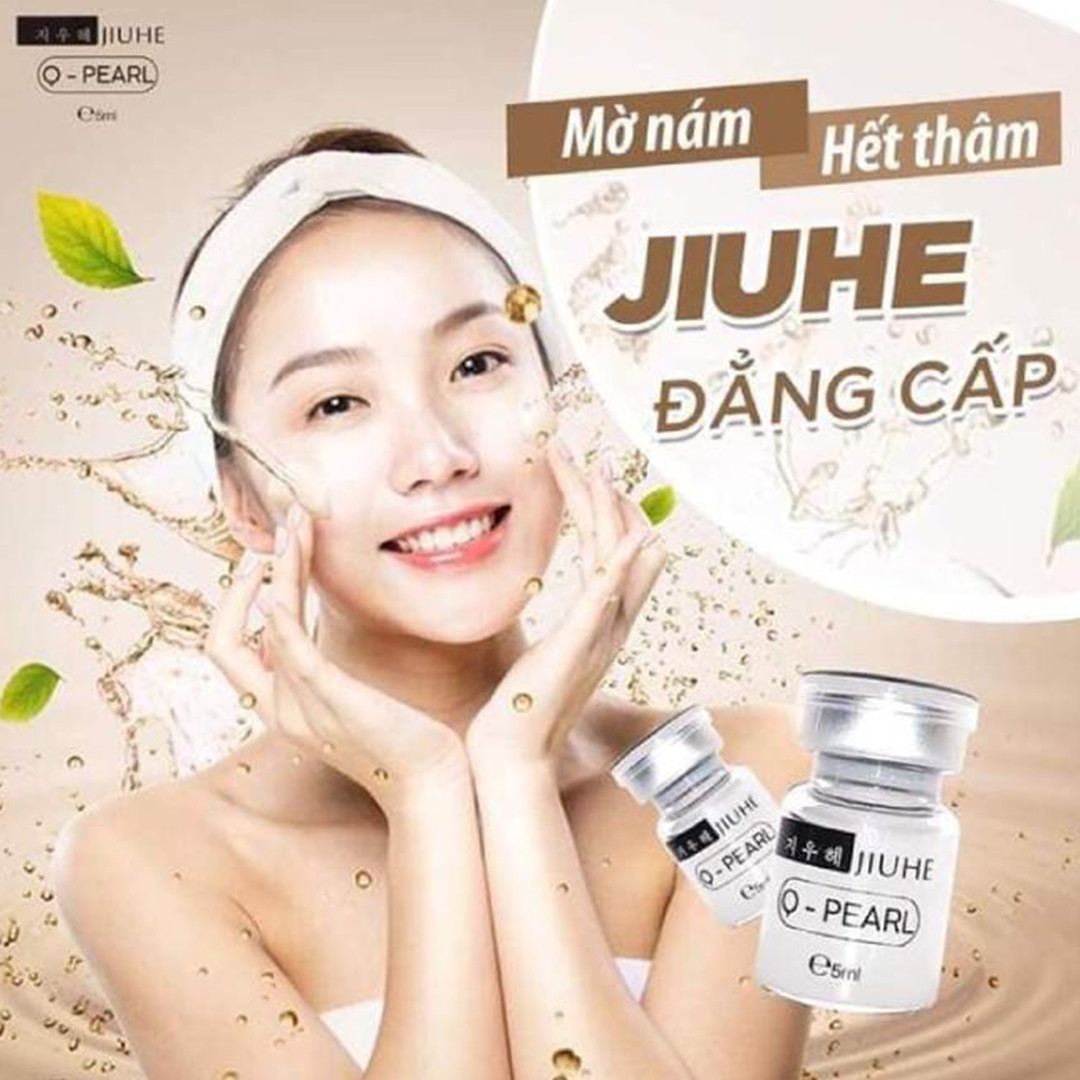 지우혜 JIUHE
Q - PEARL
℮5ml
Mờ nám
Hết thâm
JIUHE
ĐẲNG CẤP
지우혜 JIUHE
Q - PEARL
℮5ml
지우혜 JIUHE
Q - PEARL
℮5ml